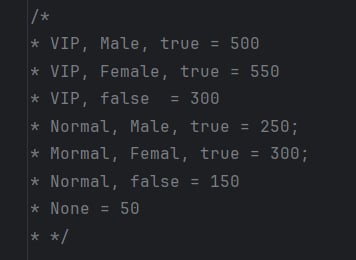 /*
* VIP, Male, true = 500
* VIP, Female, true = 550
* VIP, false  = 300
* Normal, Male, true = 250;
* Mormal, Femal, true = 300;
* Normal, false = 150
* None = 50
* */